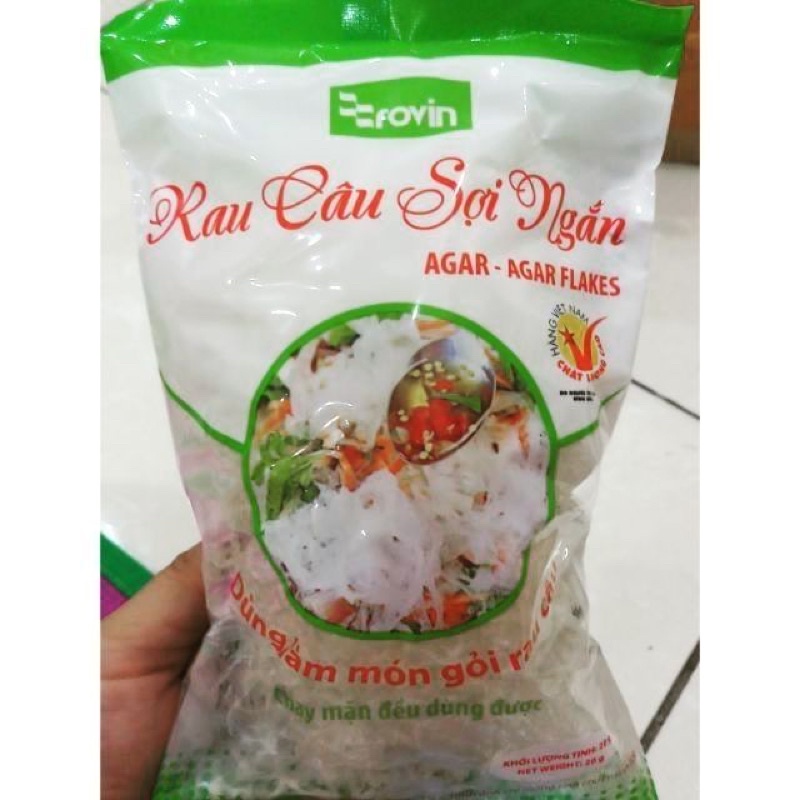 FOVIN
Rau Câu Sợi Ngắn
AGAR - AGAR FLAKES
HÀNG VIỆT NAM
CHẤT LƯỢNG CAO
Dùng làm món gỏi rau câu
Chay mặn đều dùng được
KHỐI LƯỢNG TỊNH:
NET WEIGHT: 20 g